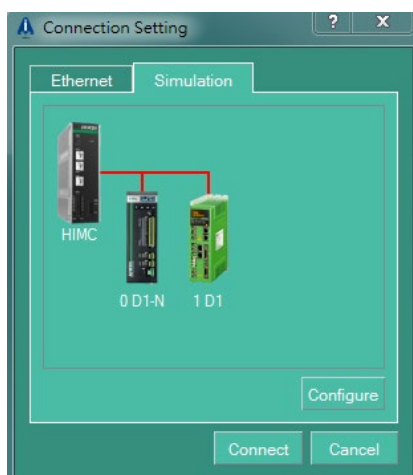 Connection Setting
? X
Ethernet Simulation
HIMC
0 D1-N 1 D1
Configure
Connect Cancel